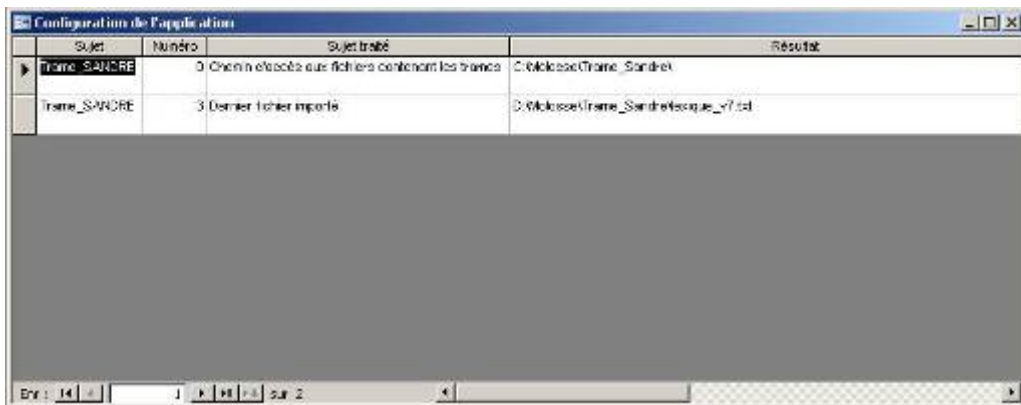 Configuration de l'application
Sujet Numéro Sujet traité Résultat
Trame_SANDRE 0 Chemin d'accès aux fichiers contenant les trames C:\Molosse\Trame_Sandre\
Trame_SANDRE 3 Dernier fichier importé C:\Molosse\Trame_Sandre\lexique_v7.txt
Enr : 1 sur 2